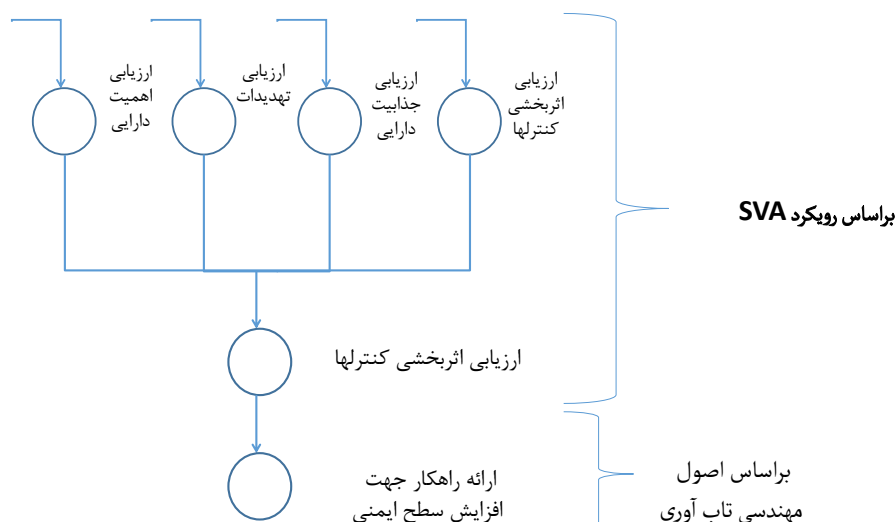 ارزیابی
اثربخشی
کنترلها
ارزیابی
جذابیت
دارایی
ارزیابی
تهدیدات
ارزیابی
اهمیت
دارایی
براساس رویکرد SVA
ارزیابی اثربخشی کنترلها
ارائه راهکار جهت
افزایش سطح ایمنی
براساس اصول
مهندسی تاب آوری